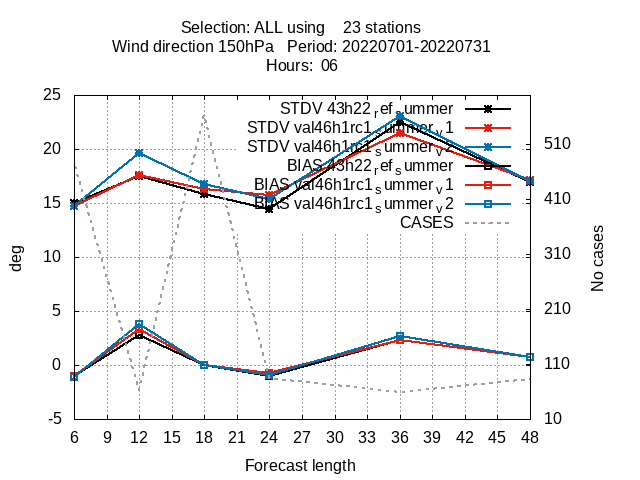 Selection: ALL using 23 stations
Wind direction 150hPa Period: 20220701-20220731
Hours: 06
25
20
15
10
5
0
-5
deg
STDV 43h22_ref_summer
STDV val46h1rc1_summer_v1
STDV val46h1rc1_summer_v2
BIAS 43h22_ref_summer
BIAS val46h1rc1_summer_v1
BIAS val46h1rc1_summer_v2
CASES
510
410
310
210
110
10
No cases
6 9 12 15 18 21 24 27 30 33 36 39 42 45 48
Forecast length